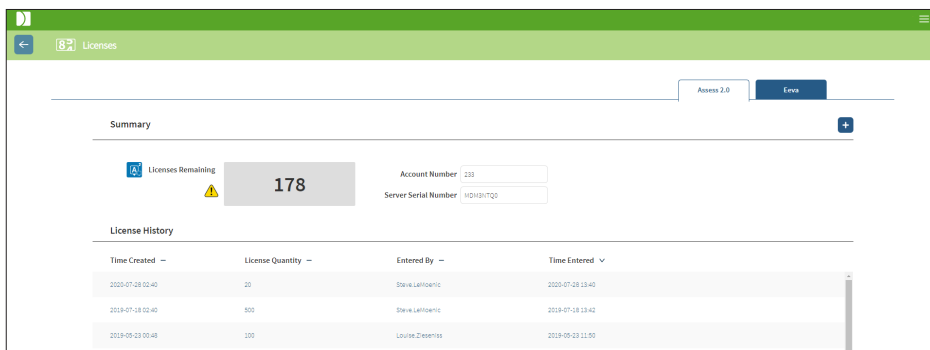 Licenses
Assess 2.0 Eeva
Summary
Licenses Remaining
178
Account Number 233
Server Serial Number MDM3NTQ0
License History
Time Created License Quantity Entered By Time Entered
2020-07-28 02:40 20 Steve.LeMoenic 2020-07-28 13:40
2019-07-18 02:40 500 Steve.LeMoenic 2019-07-18 13:42
2019-05-23 00:46 100 Louise.Zieseniss 2019-05-23 11:50